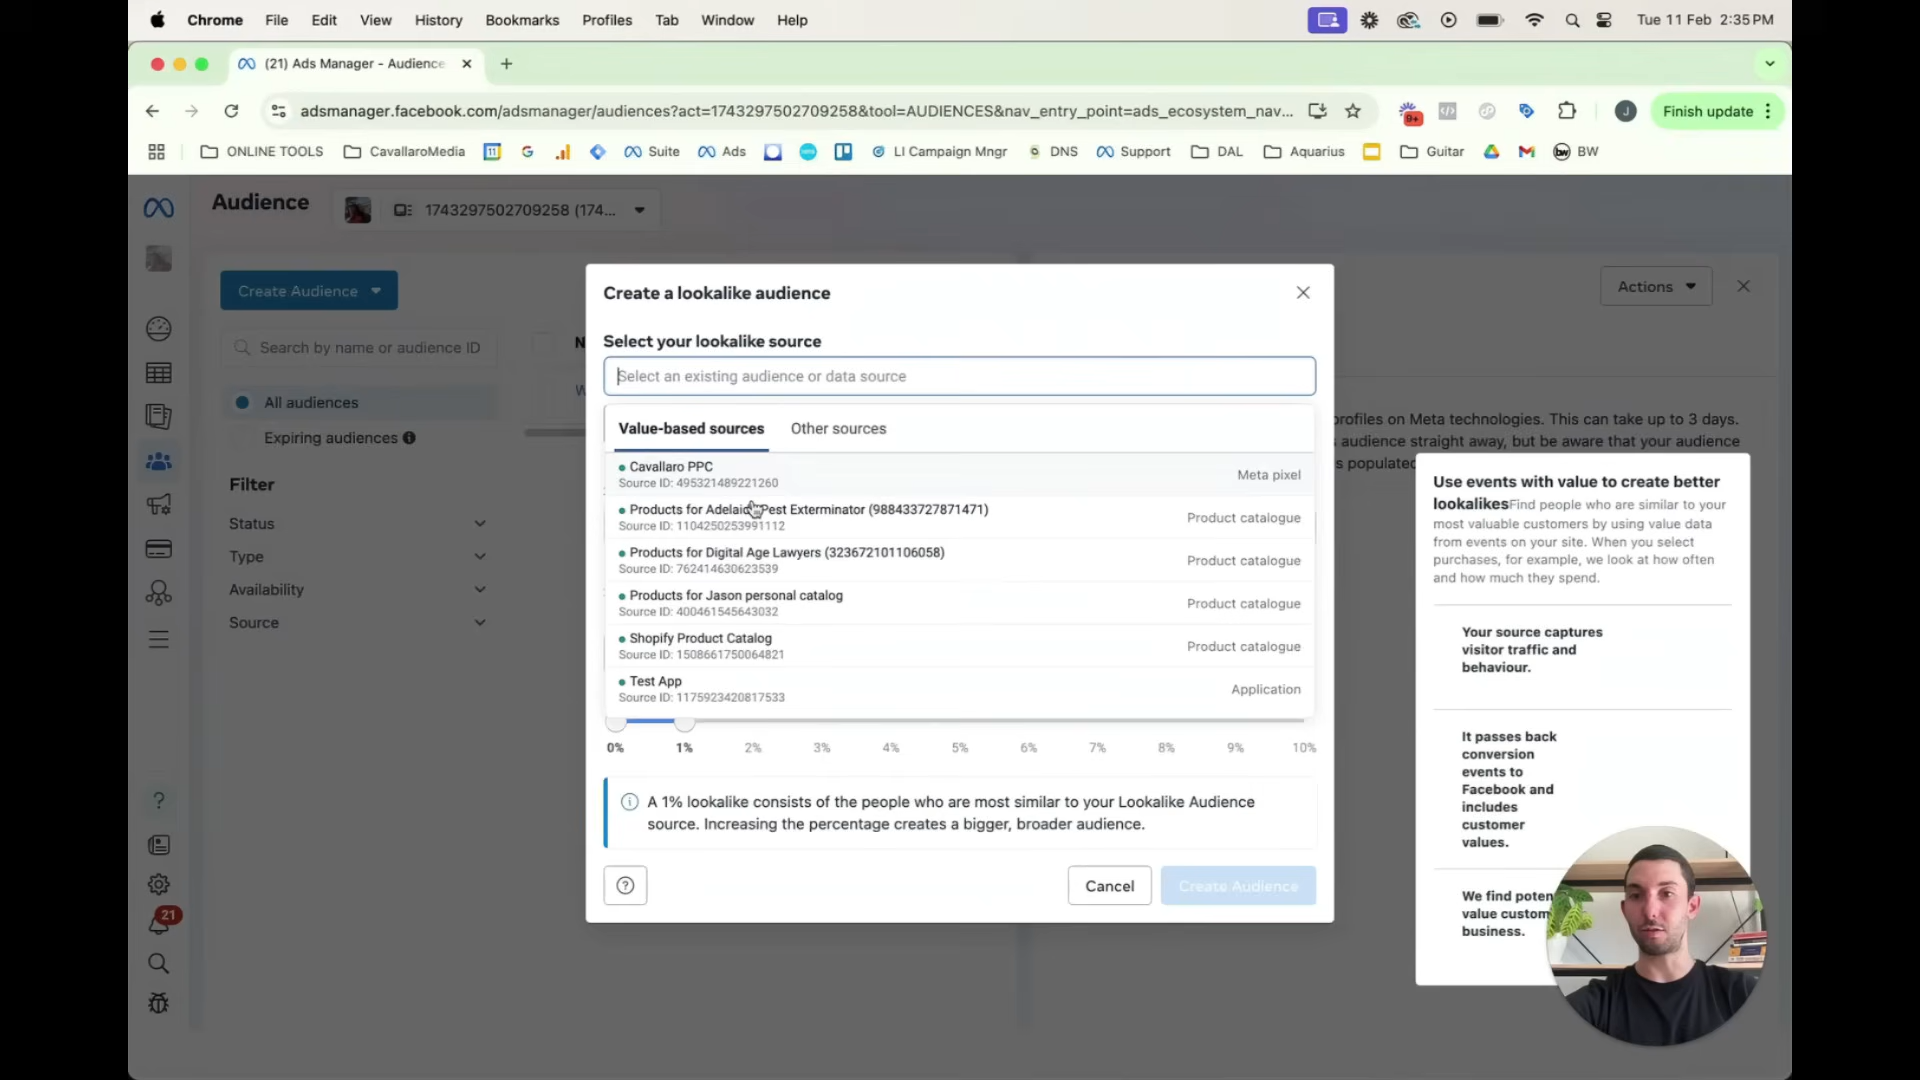 Chrome File Edit View History Bookmarks Profiles Tab Window Help Tue 11 Feb 2:35 PM
(21) Ads Manager - Audience
adsmanager.facebook.com/adsmanager/audiences?act=1743297502709258&tool=AUDIENCES&nav_entry_point=ads_ecosystem_nav... 9+ J Finish update
ONLINE TOOLS CavallaroMedia Suite Ads LI Campaign Mngr DNS Support DAL Aquarius Guitar BW
Audience
1743297502709258 (174...
Create Audience
Search by name or audience ID
All audiences
Expiring audiences
Filter
Status
Type
Availability
Source
21
N
W
Actions
rofiles on Meta technologies. This can take up to 3 days.
audience straight away, but be aware that your audience
s populated
Create a lookalike audience
Select your lookalike source
Select an existing audience or data source
Value-based sources Other sources
Cavallaro PPC
Source ID: 495321489221260
Meta pixel
Products for Adelaid Pest Exterminator (988433727871471)
Source ID: 1104250253991112
Product catalogue
Products for Digital Age Lawyers (323672101106058)
Source ID: 762414630623539
Product catalogue
Products for Jason personal catalog
Source ID: 400461545643032
Product catalogue
Shopify Product Catalog
Source ID: 1508661750064821
Product catalogue
Test App
Source ID: 1175923420817533
Application
0% 1% 2% 3% 4% 5% 6% 7% 8% 9% 10%
A 1% lookalike consists of the people who are most similar to your Lookalike Audience
source. Increasing the percentage creates a bigger, broader audience.
Cancel Create Audience
Use events with value to create better
lookalikesFind people who are similar to your
most valuable customers by using value data
from events on your site. When you select
purchases, for example, we look at how often
and how much they spend.
Your source captures
visitor traffic and
behaviour.
It passes back
conversion
events to
Facebook and
includes
customer
values.
We find poten
value custom
business.